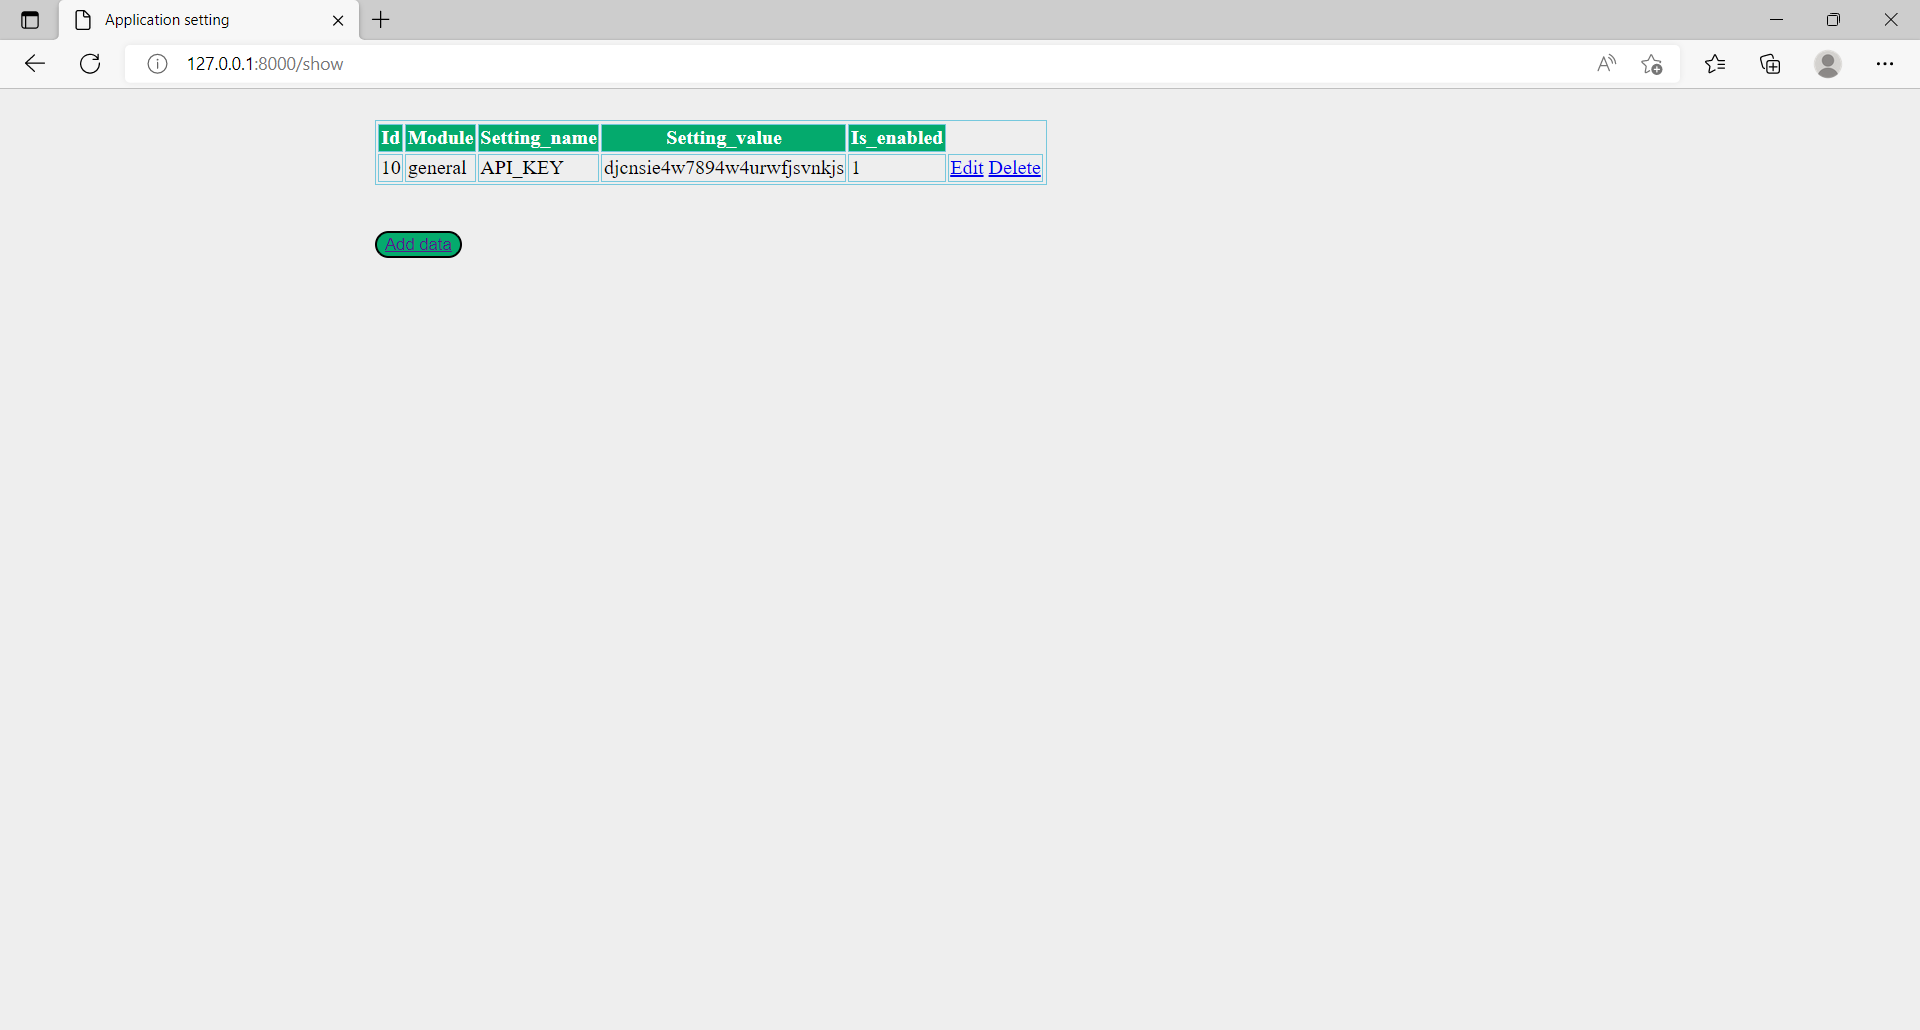 Application setting
127.0.0.1:8000/show
Id Module Setting_name Setting_value Is_enabled
10 general API_KEY djcnsie4w7894w4urwfjsvnkjs 1 Edit Delete
Add data